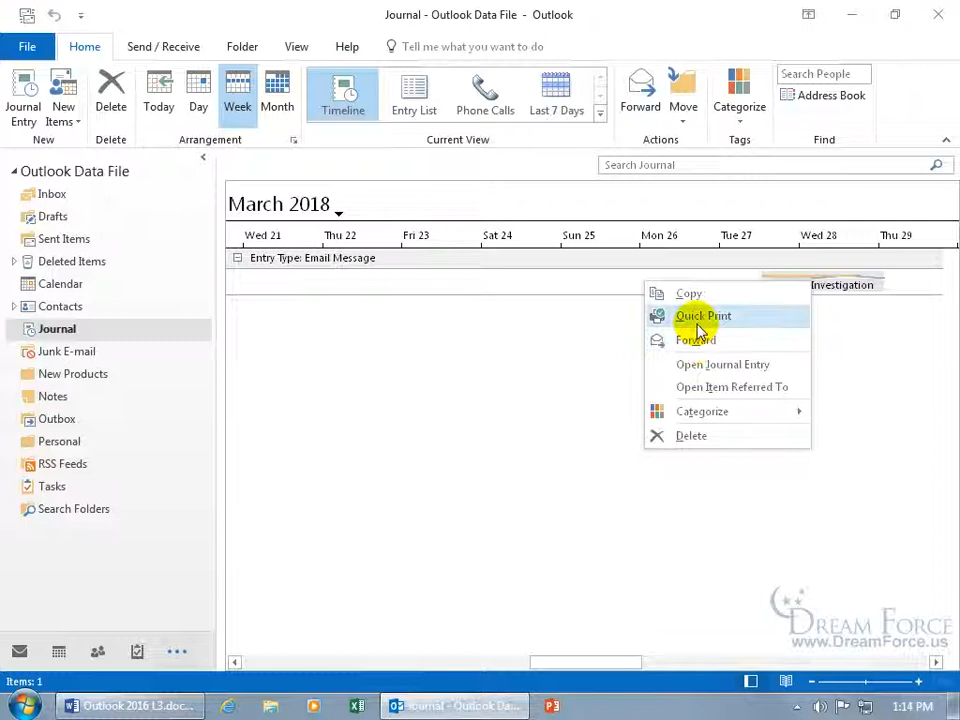 Journal - Outlook Data File - Outlook
File Home Send / Receive Folder View Help Tell me what you want to do
Journal Entry
New Items
Delete
Today
Day
Week
Month
Timeline
Entry List
Phone Calls
Last 7 Days
Forward
Move
Categorize
Search People
Address Book
New Delete Arrangement Current View Actions Tags Find
Outlook Data File
Inbox
Drafts
Sent Items
Deleted Items
Calendar
Contacts
Journal
Junk E-mail
New Products
Notes
Outbox
Personal
RSS Feeds
Tasks
Search Folders
Search Journal
March 2018
Wed 21 Thu 22 Fri 23 Sat 24 Sun 25 Mon 26 Tue 27 Wed 28 Thu 29
Entry Type: Email Message
Investigation
Copy
Quick Print
Forward
Open Journal Entry
Open Item Referred To
Categorize
Delete
DREAM FORCE
www.DreamForce.us
Items: 1
Outlook 2016 L3.doc...
Journal - Outlook Da...
1:14 PM